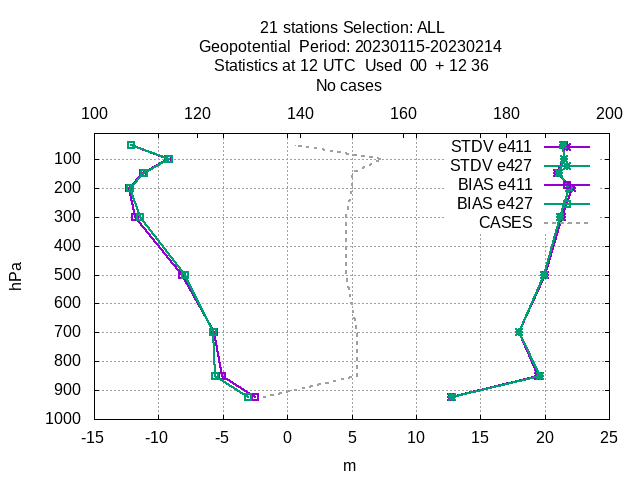 21 stations Selection: ALL
Geopotential  Period: 20230115-20230214
Statistics at 12 UTC  Used  00  + 12 36
No cases
100 120 140 160 180 200
STDV e411
STDV e427
BIAS e411
BIAS e427
CASES
hPa
100
200
300
400
500
600
700
800
900
1000
-15 -10 -5 0 5 10 15 20 25
m